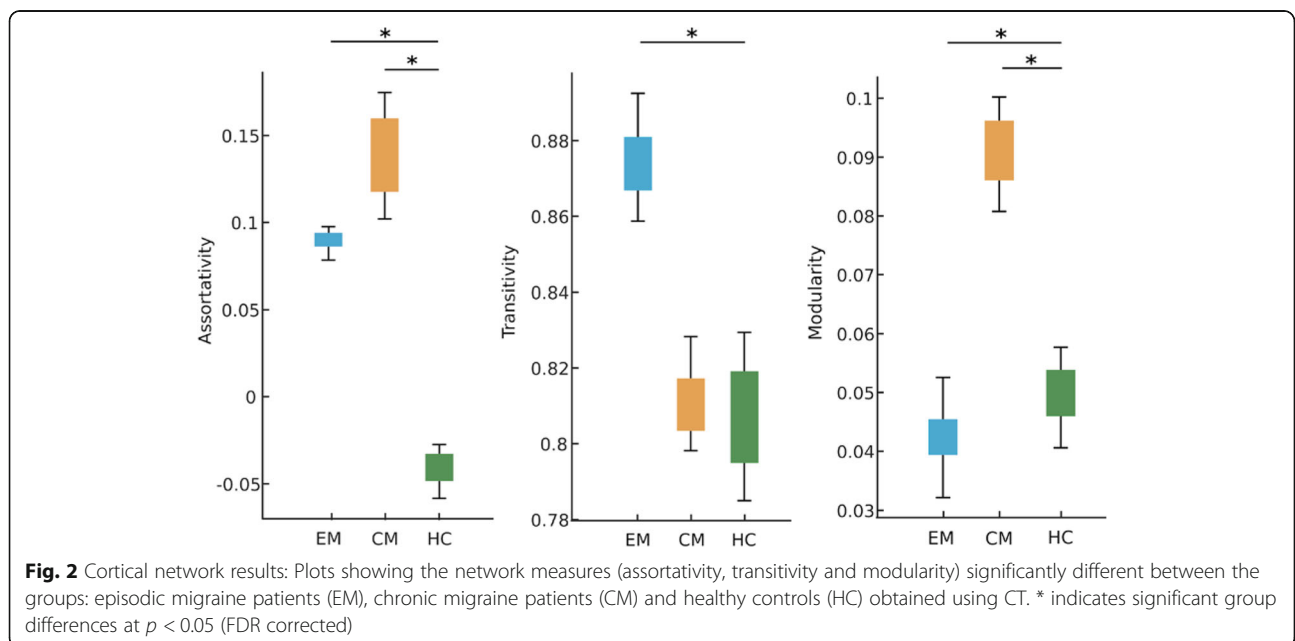 * * *
* *
Assortativity
0.15
0.1
0.05
0
-0.05
EM CM HC
Transitivity
0.88
0.86
0.84
0.82
0.8
0.78
EM CM HC
Modularity
0.1
0.09
0.08
0.07
0.06
0.05
0.04
0.03
EM CM HC
Fig. 2 Cortical network results: Plots showing the network measures (assortativity, transitivity and modularity) significantly different between the
groups: episodic migraine patients (EM), chronic migraine patients (CM) and healthy controls (HC) obtained using CT. * indicates significant group
differences at p < 0.05 (FDR corrected)